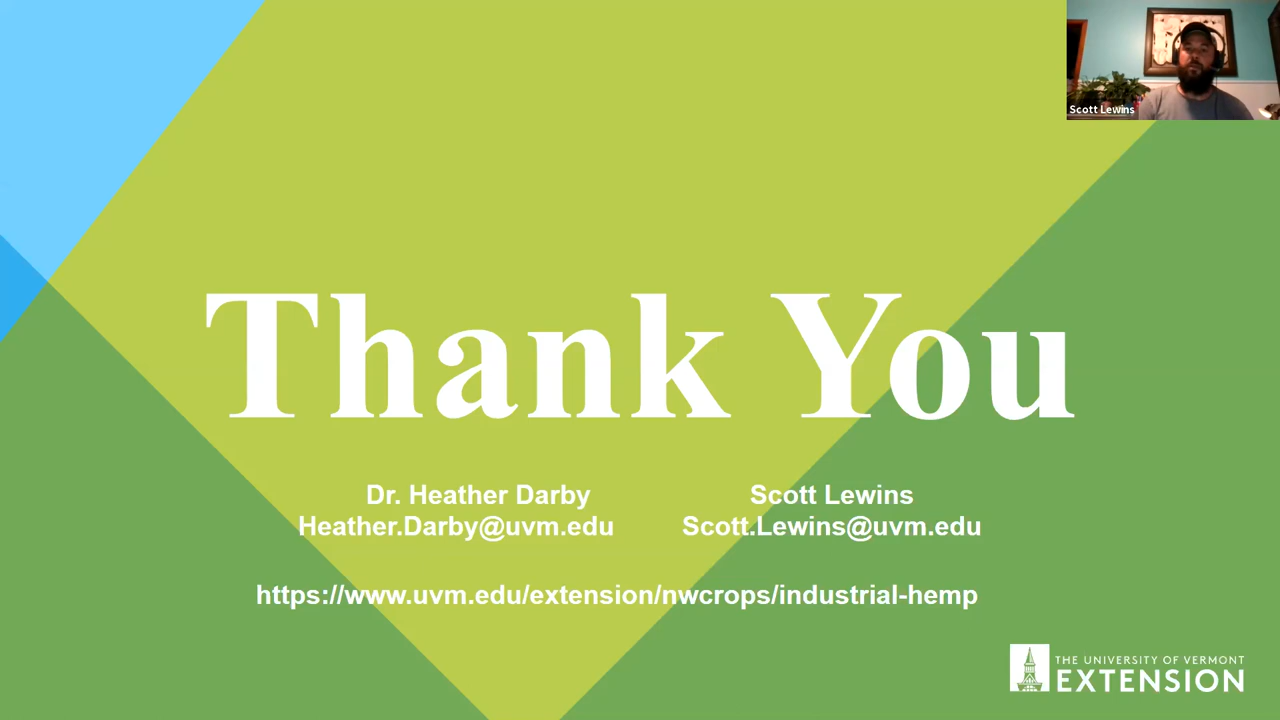 Scott Lewins
Thank You
Dr. Heather Darby
Heather.Darby@uvm.edu
Scott Lewins
Scott.Lewins@uvm.edu
https://www.uvm.edu/extension/nwcrops/industrial-hemp
THE UNIVERSITY OF VERMONT
EXTENSION